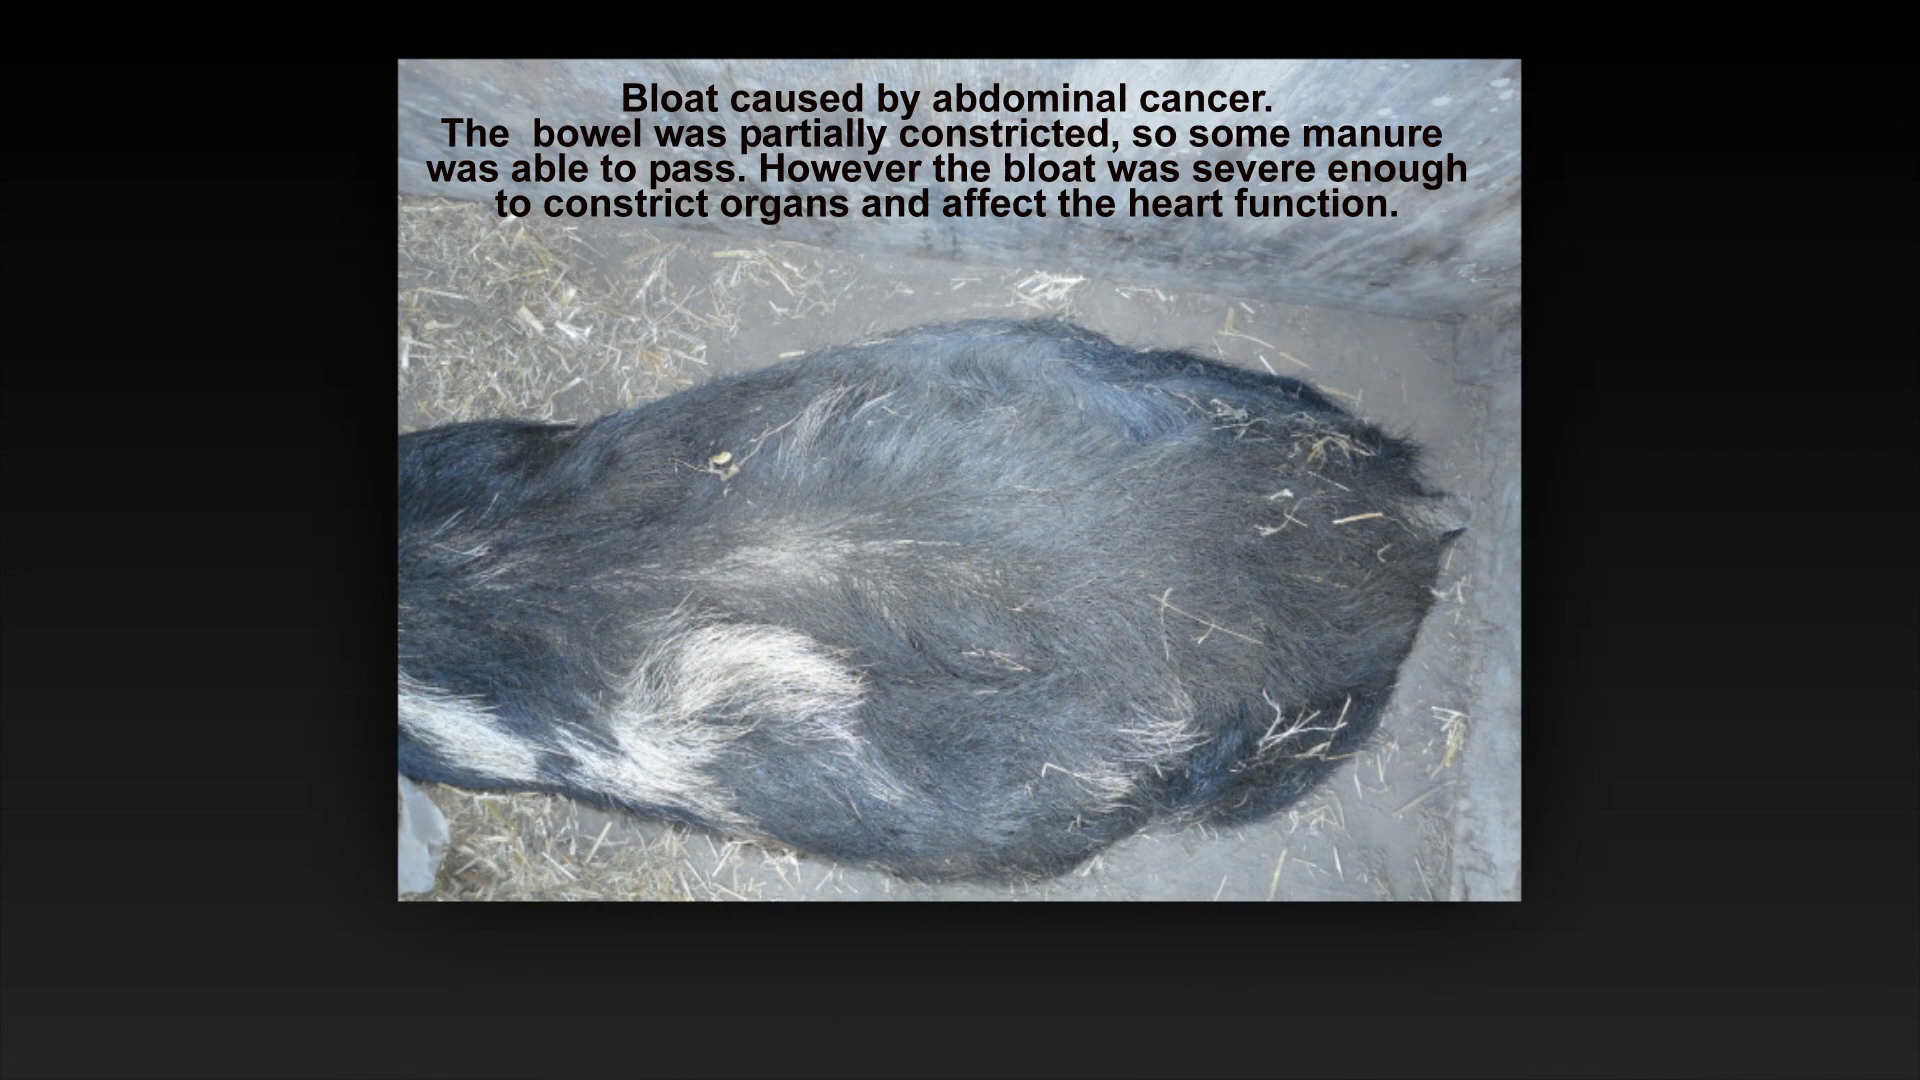 Bloat caused by abdominal cancer.
The  bowel was partially constricted, so some manure
was able to pass. However the bloat was severe enough
to constrict organs and affect the heart function.